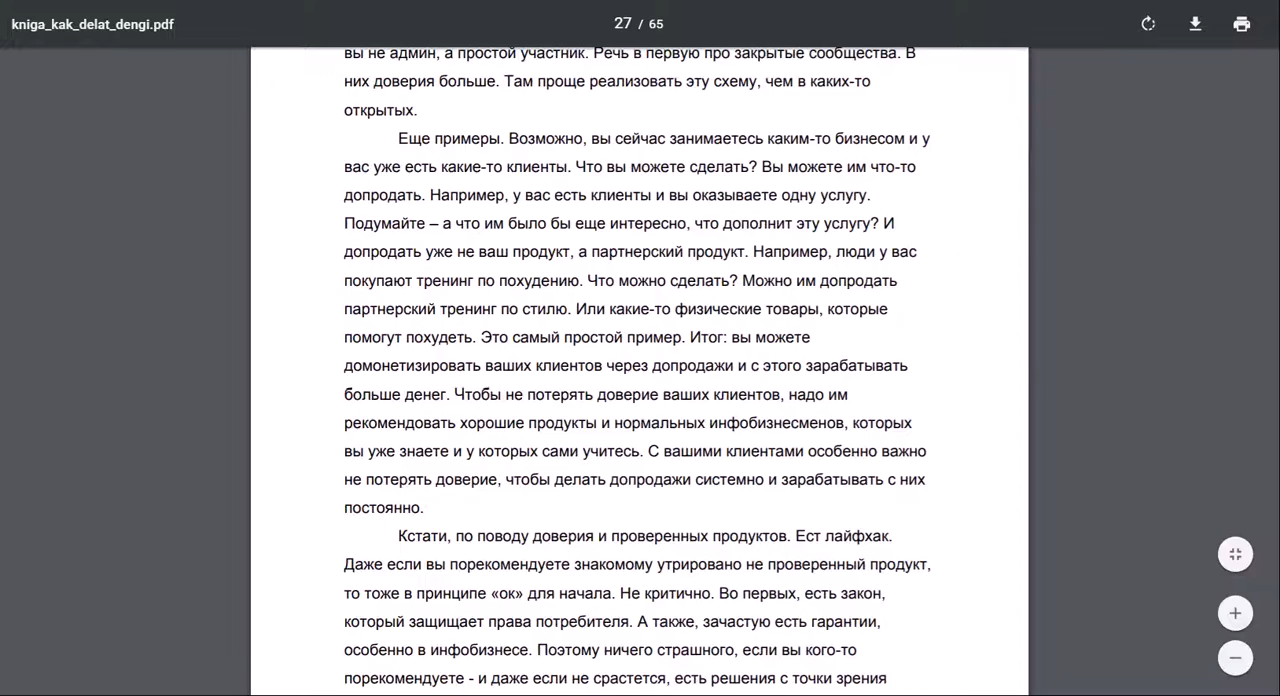 kniga_kak_delat_dengi.pdf
27 / 65
вы не админ, а простой участник. Речь в первую про закрытые сообщества. В
них доверия больше. Там проще реализовать эту схему, чем в каких-то
открытых.
Еще примеры. Возможно, вы сейчас занимаетесь каким-то бизнесом и у
вас уже есть какие-то клиенты. Что вы можете сделать? Вы можете им что-то
допродать. Например, у вас есть клиенты и вы оказываете одну услугу.
Подумайте – а что им было бы еще интересно, что дополнит эту услугу? И
допродать уже не ваш продукт, а партнерский продукт. Например, люди у вас
покупают тренинг по похудению. Что можно сделать? Можно им допродать
партнерский тренинг по стилю. Или какие-то физические товары, которые
помогут похудеть. Это самый простой пример. Итог: вы можете
домонетизировать ваших клиентов через допродажи и с этого зарабатывать
больше денег. Чтобы не потерять доверие ваших клиентов, надо им
рекомендовать хорошие продукты и нормальных инфобизнесменов, которых
вы уже знаете и у которых сами учитесь. С вашими клиентами особенно важно
не потерять доверие, чтобы делать допродажи системно и зарабатывать с них
постоянно.
Кстати, по поводу доверия и проверенных продуктов. Ест лайфхак.
Даже если вы порекомендуете знакомому утрировано не проверенный продукт,
то тоже в принципе «ок» для начала. Не критично. Во первых, есть закон,
который защищает права потребителя. А также, зачастую есть гарантии,
особенно в инфобизнесе. Поэтому ничего страшного, если вы кого-то
порекомендуете - и даже если не срастется, есть решения с точки зрения